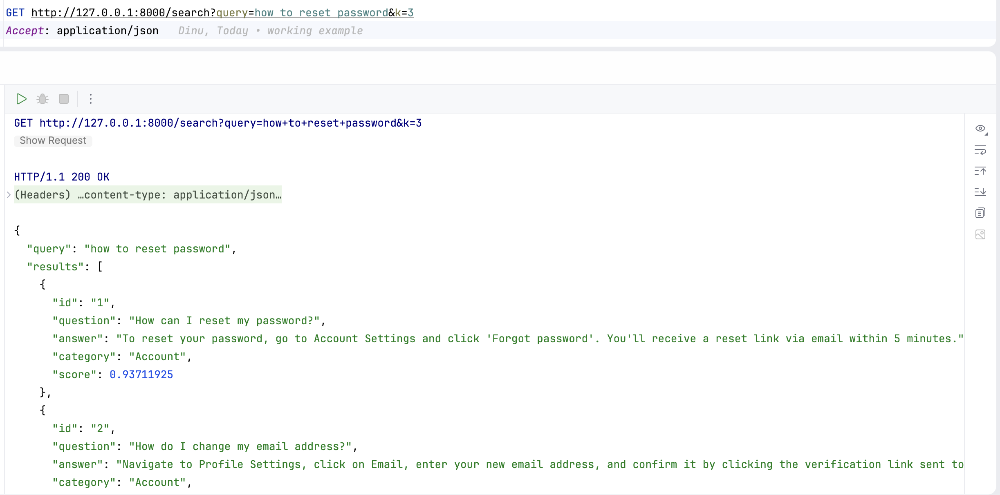 GET http://127.0.0.1:8000/search?query=how to reset password&k=3
Accept: application/json   Dinu, Today • working example
GET http://127.0.0.1:8000/search?query=how+to+reset+password&k=3
Show Request
HTTP/1.1 200 OK
(Headers) …content-type: application/json…
{
  "query": "how to reset password",
  "results": [
    {
      "id": "1",
      "question": "How can I reset my password?",
      "answer": "To reset your password, go to Account Settings and click 'Forgot password'. You'll receive a reset link via email within 5 minutes."
      "category": "Account",
      "score": 0.93711925
    },
    {
      "id": "2",
      "question": "How do I change my email address?",
      "answer": "Navigate to Profile Settings, click on Email, enter your new email address, and confirm it by clicking the verification link sent to
      "category": "Account",